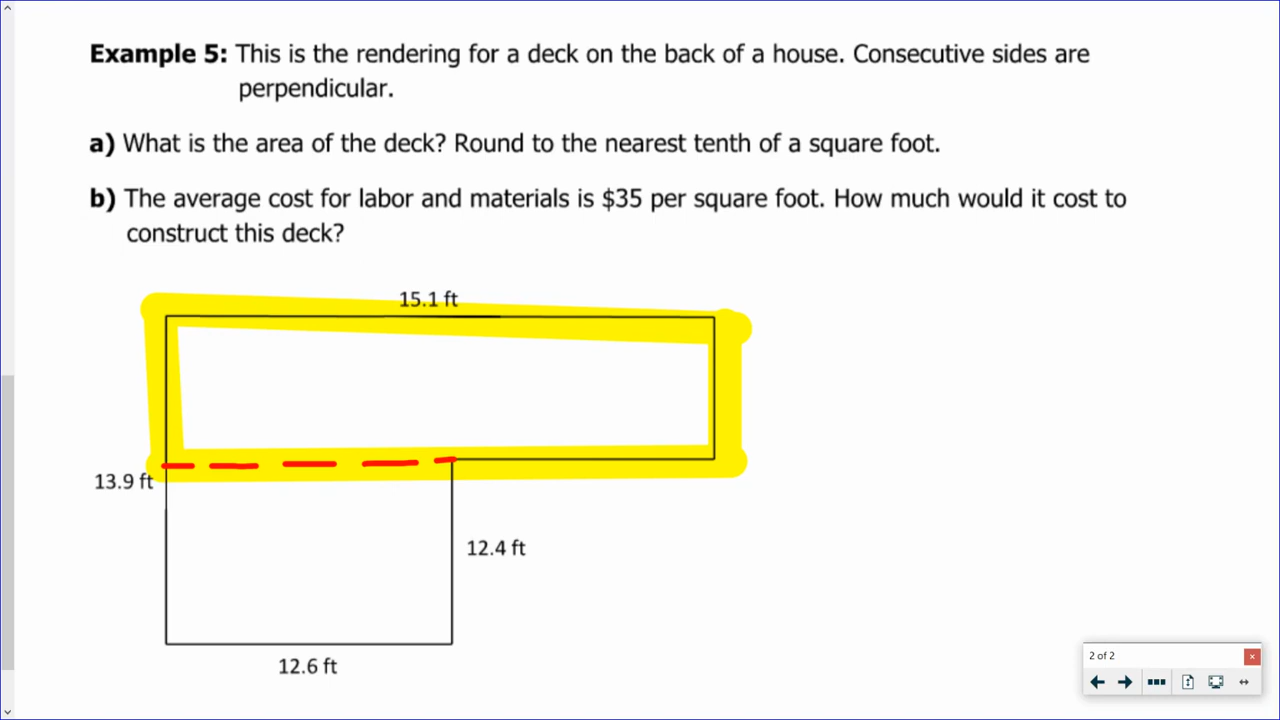 Example 5: This is the rendering for a deck on the back of a house. Consecutive sides are
perpendicular.
a) What is the area of the deck? Round to the nearest tenth of a square foot.
b) The average cost for labor and materials is $35 per square foot. How much would it cost to
construct this deck?
15.1 ft
13.9 ft
12.4 ft
12.6 ft
2 of 2